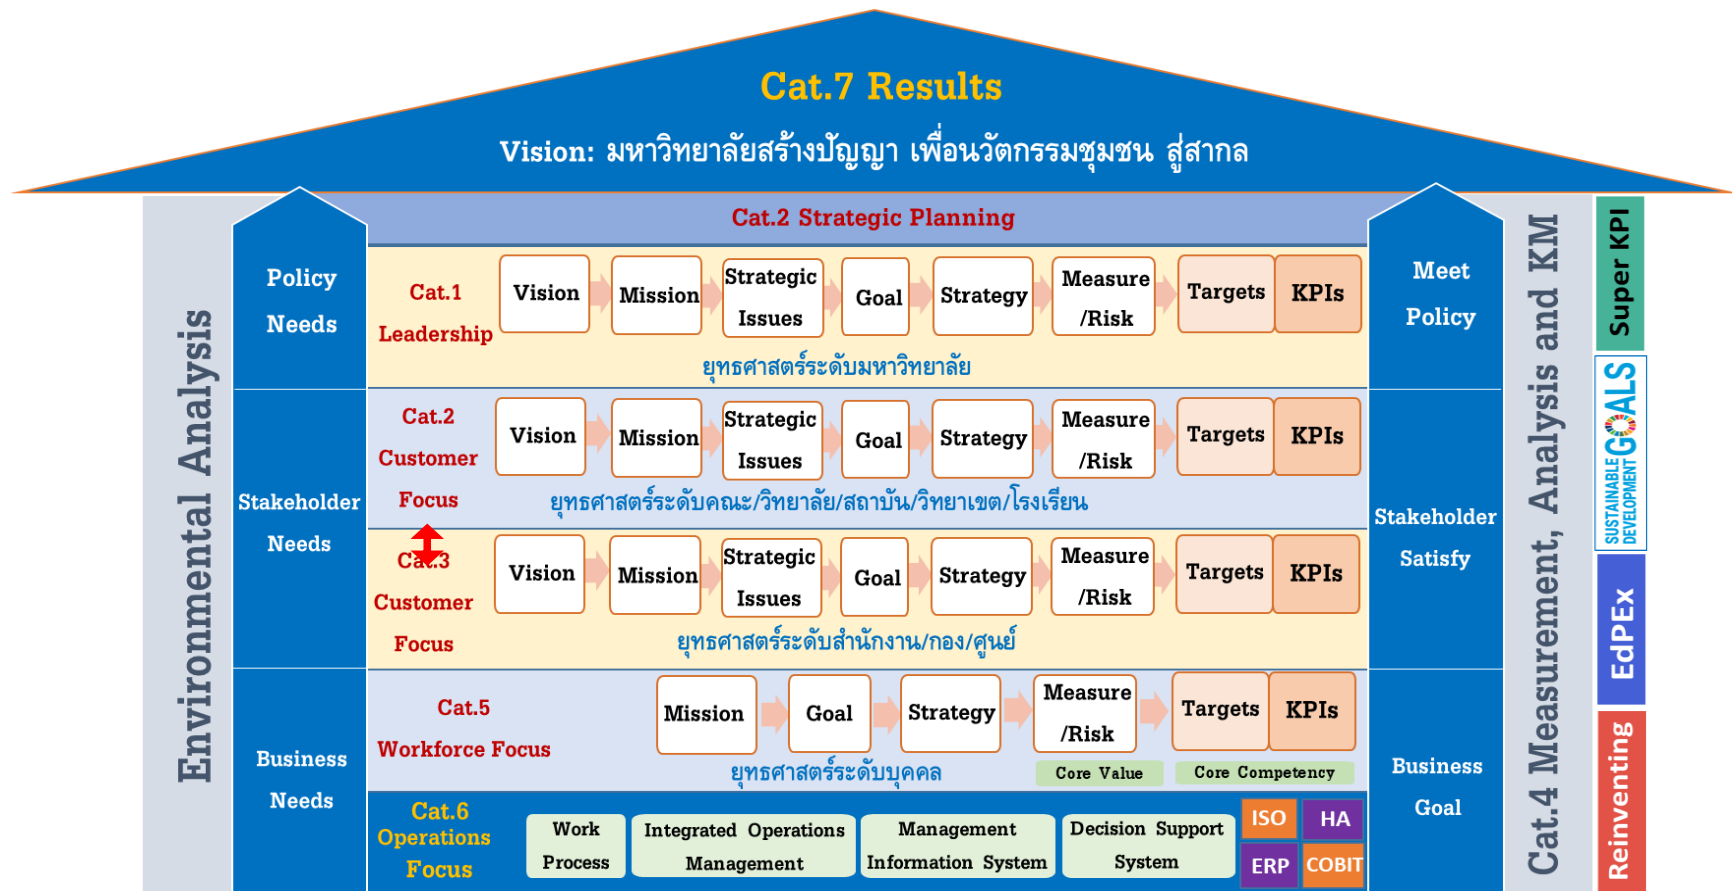 Cat.7 Results
Vision: มหาวิทยาลัยสร้างปัญญา เพื่อนวัตกรรมชุมชน สู่สากล
Environmental Analysis
Policy
Needs
Stakeholder
Needs
Business
Needs
Cat.2 Strategic Planning
Cat.1
Leadership
Vision
Mission
Strategic
Issues
Goal
Strategy
Measure
/Risk
Targets
KPIs
ยุทธศาสตร์ระดับมหาวิทยาลัย
Cat.2
Customer
Focus
Vision
Mission
Strategic
Issues
Goal
Strategy
Measure
/Risk
Targets
KPIs
ยุทธศาสตร์ระดับคณะ/วิทยาลัย/สถาบัน/วิทยาเขต/โรงเรียน
Cat.3
Customer
Focus
Vision
Mission
Strategic
Issues
Goal
Strategy
Measure
/Risk
Targets
KPIs
ยุทธศาสตร์ระดับสำนักงาน/กอง/ศูนย์
Cat.5
Workforce Focus
Mission
Goal
Strategy
Measure
/Risk
Targets
KPIs
ยุทธศาสตร์ระดับบุคคล
Core Value
Core Competency
Cat.6
Operations
Focus
Work
Process
Integrated Operations
Management
Management
Information System
Decision Support
System
ISO
HA
ERP
COBIT
Meet
Policy
Stakeholder
Satisfy
Business
Goal
Cat.4 Measurement, Analysis and KM
Super KPI
SUSTAINABLE
DEVELOPMENT
GOALS
EdPEx
Reinventing